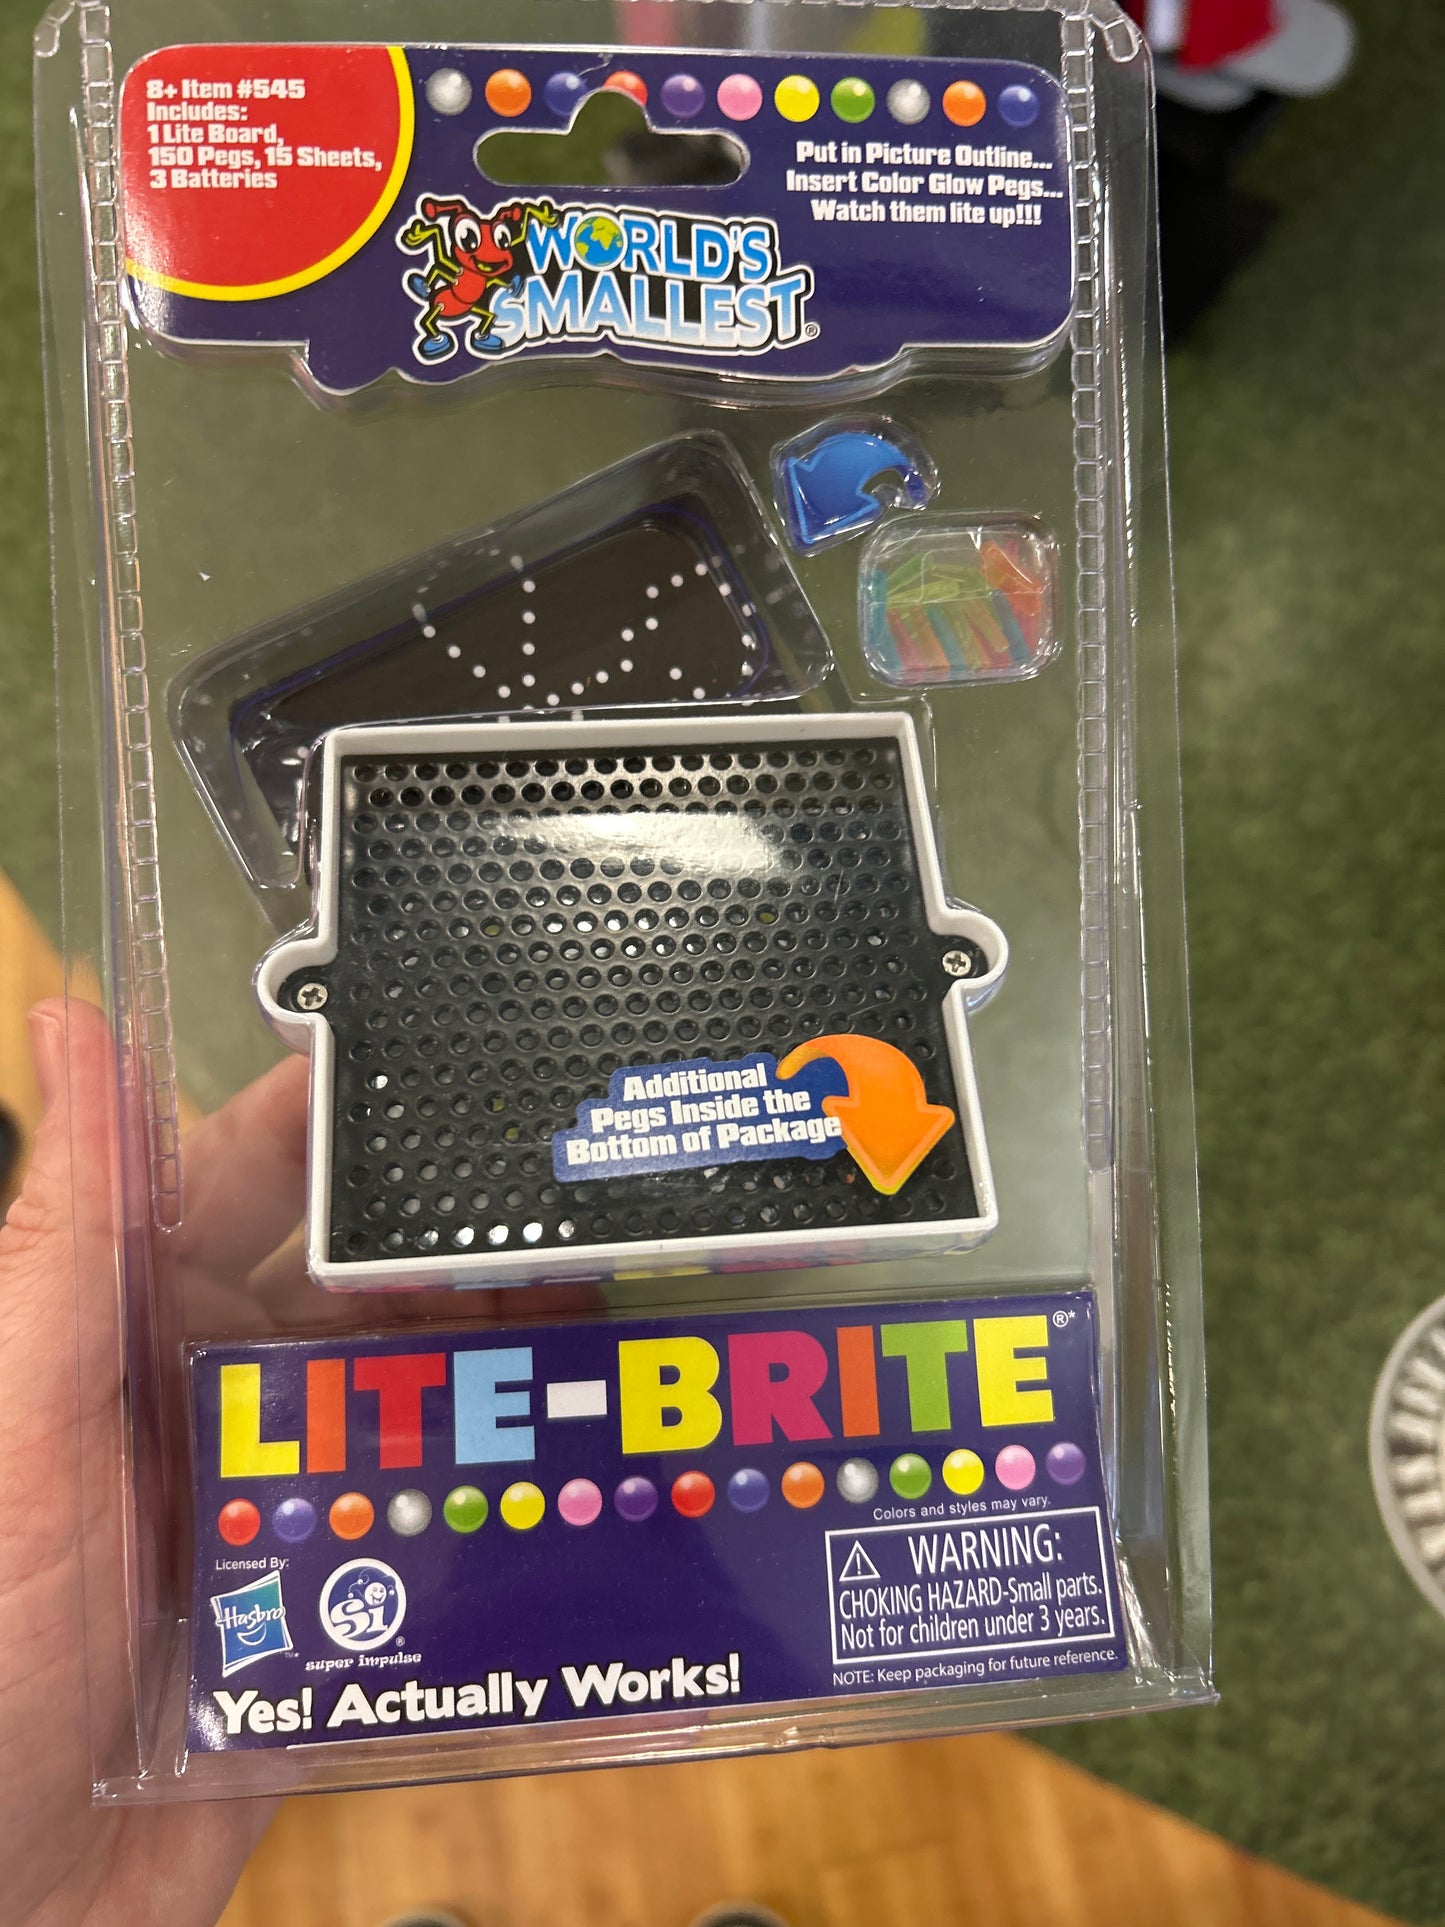 8+ Item #545
Includes:
1 Lite Board,
150 Pegs, 15 Sheets,
3 Batteries
Put in Picture Outline...
Insert Color Glow Pegs...
Watch them lite up!!!
WORLD'S
SMALLEST®
Additional
Pegs Inside the
Bottom of Package
LITE-BRITE®*
Colors and styles may vary.
Licensed By:
Hasbro™*
Si®
super impulse
Yes! Actually Works!
⚠ WARNING:
CHOKING HAZARD-Small parts.
Not for children under 3 years.
NOTE: Keep packaging for future reference.